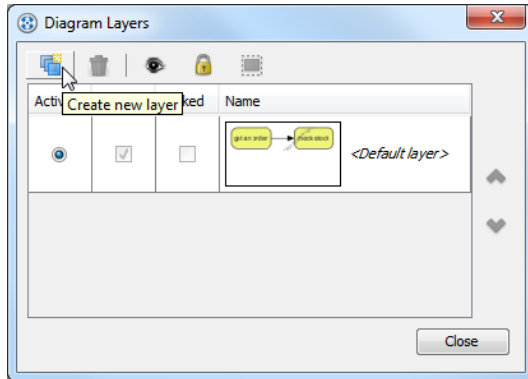 Diagram Layers
Create new layer
Activ
ked
Name
get an order
check stock
<Default layer>
Close